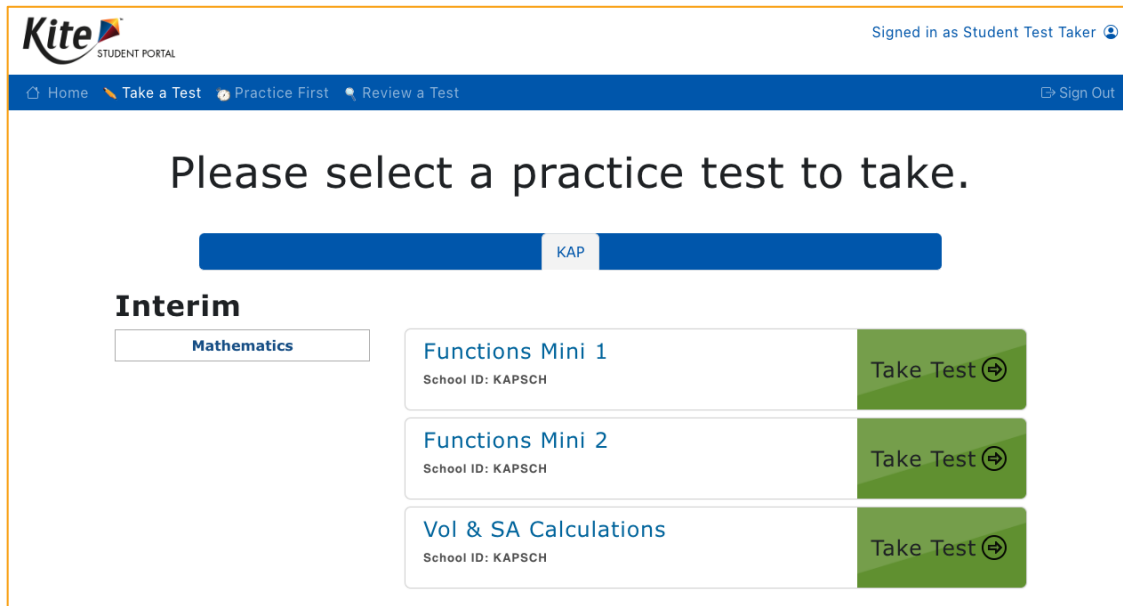 Kite
STUDENT PORTAL
Signed in as Student Test Taker
Home Take a Test Practice First Review a Test Sign Out
Please select a practice test to take.
KAP
Interim
Mathematics
Functions Mini 1
School ID: KAPSCH
Take Test
Functions Mini 2
School ID: KAPSCH
Take Test
Vol & SA Calculations
School ID: KAPSCH
Take Test